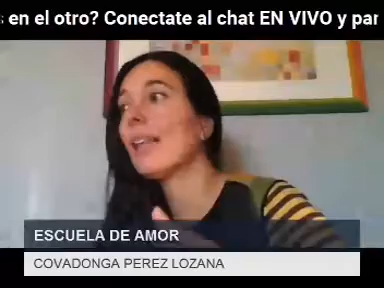 en el otro? Conectate al chat EN VIVO y par
ESCUELA DE AMOR
COVADONGA PEREZ LOZANA